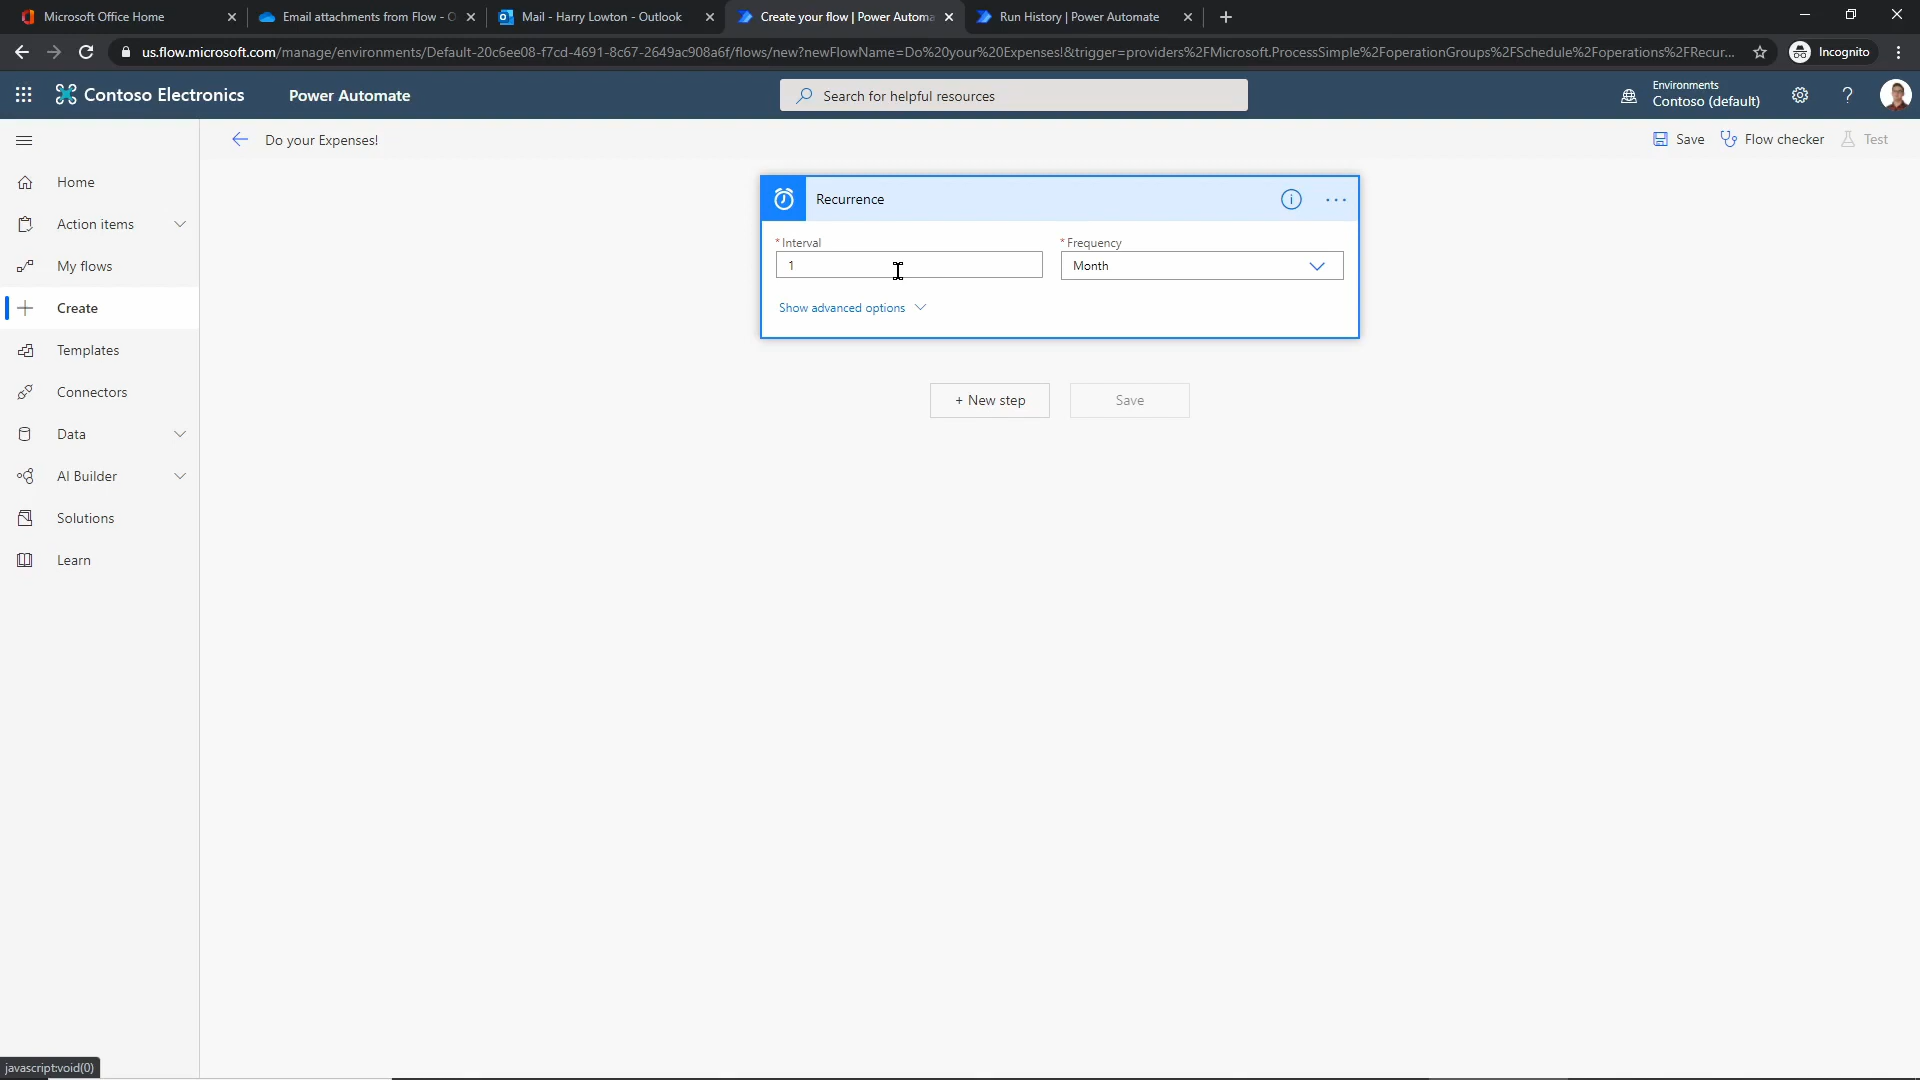 Microsoft Office Home
Email attachments from Flow - O
Mail - Harry Lowton - Outlook
Create your flow | Power Automa
Run History | Power Automate
us.flow.microsoft.com/manage/environments/Default-20c6ee08-f7cd-4691-8c67-2649ac908a6f/flows/new?newFlowName=Do%20your%20Expenses!&trigger=providers%2FMicrosoft.ProcessSimple%2FoperationGroups%2FSchedule%2Foperations%2FRecur...
Incognito
Contoso Electronics
Power Automate
Search for helpful resources
Environments
Contoso (default)
Do your Expenses!
Save
Flow checker
Test
Home
Action items
My flows
Create
Templates
Connectors
Data
AI Builder
Solutions
Learn
Recurrence
* Interval
* Frequency
1
Month
Show advanced options
+ New step
Save
javascript:void(0)